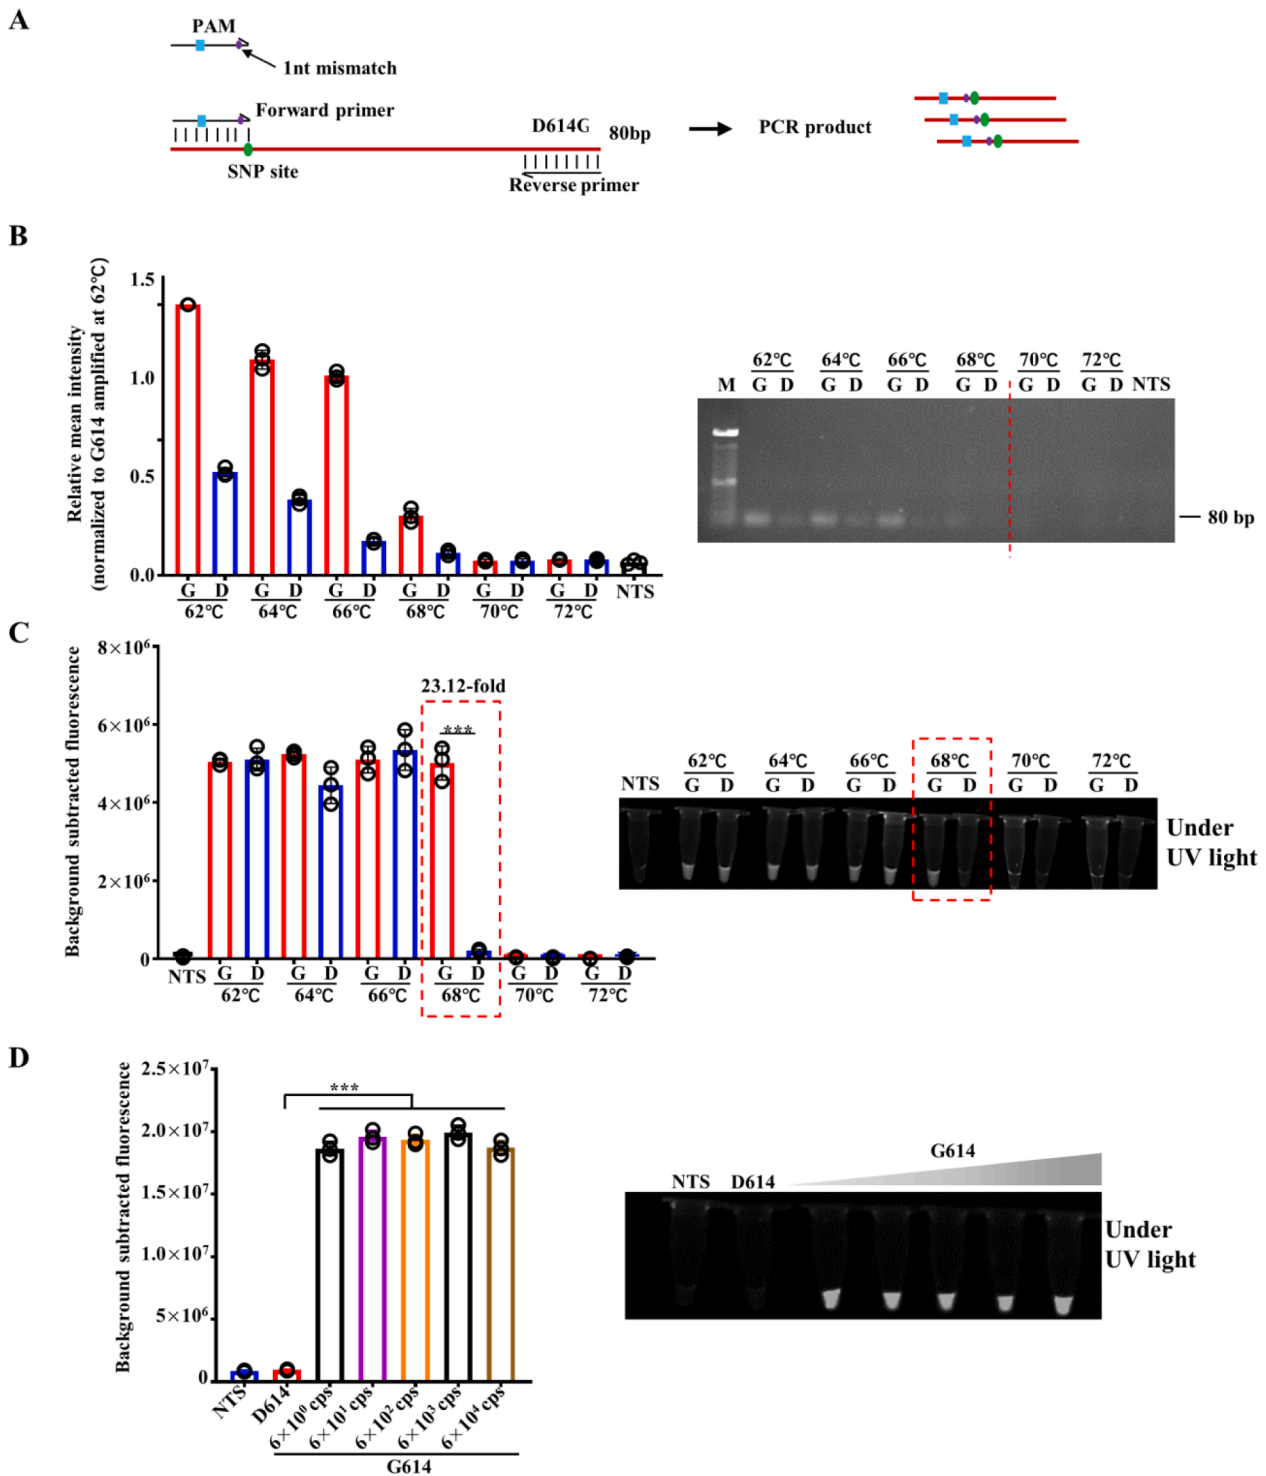 A
PAM
1nt mismatch
Forward primer
D614G
80bp
PCR product
SNP site
Reverse primer
B
Relative mean intensity
(normalized to G614 amplified at 62℃)
1.5
1.0
0.5
0.0
G D G D G D G D G D G D NTS
62℃ 64℃ 66℃ 68℃ 70℃ 72℃
62℃ 64℃ 66℃ 68℃ 70℃ 72℃
M G D G D G D G D G D G D NTS
80 bp
C
Background subtracted fluorescence
8×10⁶
6×10⁶
4×10⁶
2×10⁶
0
23.12-fold
***
NTS G D G D G D G D G D G D
62℃ 64℃ 66℃ 68℃ 70℃ 72℃
62℃ 64℃ 66℃ 68℃ 70℃ 72℃
NTS G D G D G D G D G D G D
Under
UV light
D
Background subtracted fluorescence
2.5×10⁷
2.0×10⁷
1.5×10⁷
1.0×10⁷
5×10⁶
0
***
NTS D614 6×10⁰ cps 6×10¹ cps 6×10² cps 6×10³ cps 6×10⁴ cps
G614
G614
NTS D614
Under
UV light